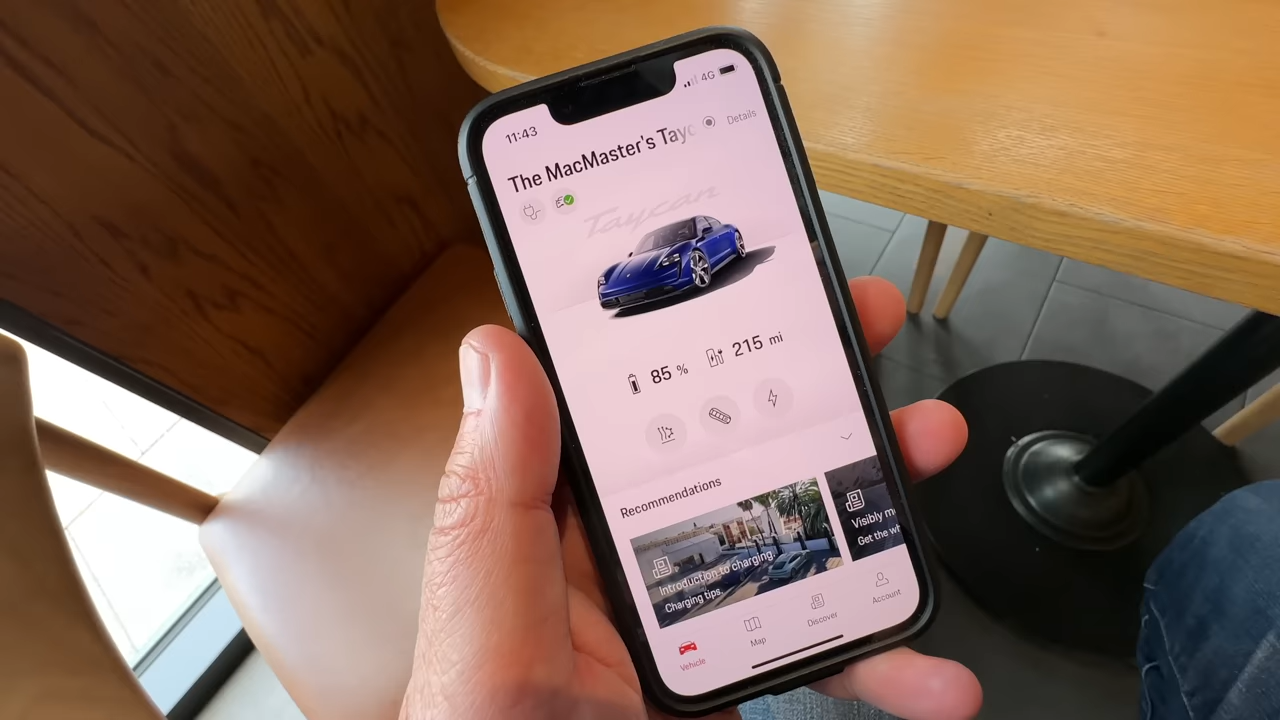 11:43
4G
The MacMaster's Tayc
Details
Taycan
85 %
215 mi
Recommendations
Introduction to charging.
Charging tips.
Visibly m
Get the wh
Vehicle
Map
Discover
Account